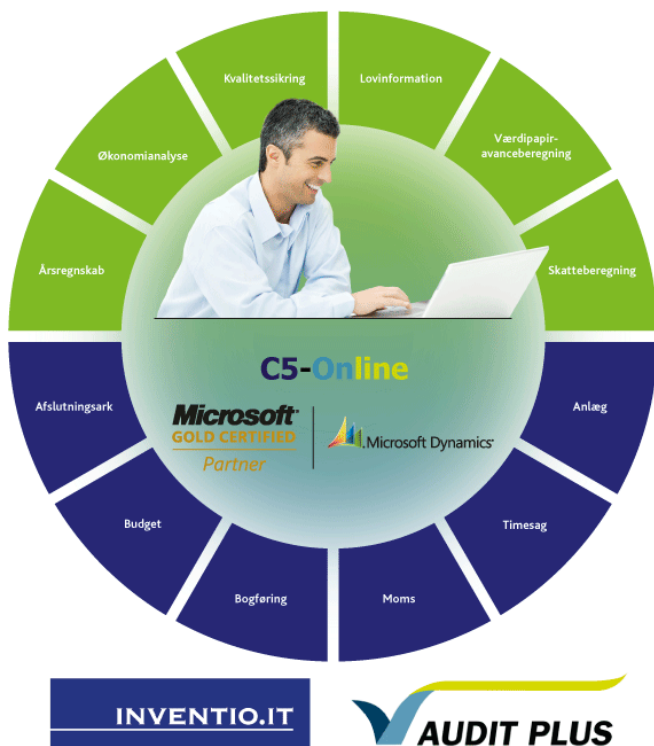 Kvalitetssikring
Lovinformation
Økonomianalyse
Værdipapir-
avanceberegning
Årsregnskab
Skatteberegning
C5-Online
Microsoft
GOLD CERTIFIED
Partner
Microsoft Dynamics
Afslutningsark
Anlæg
Budget
Timesag
Bogføring
Moms
INVENTIO.IT
AUDIT PLUS